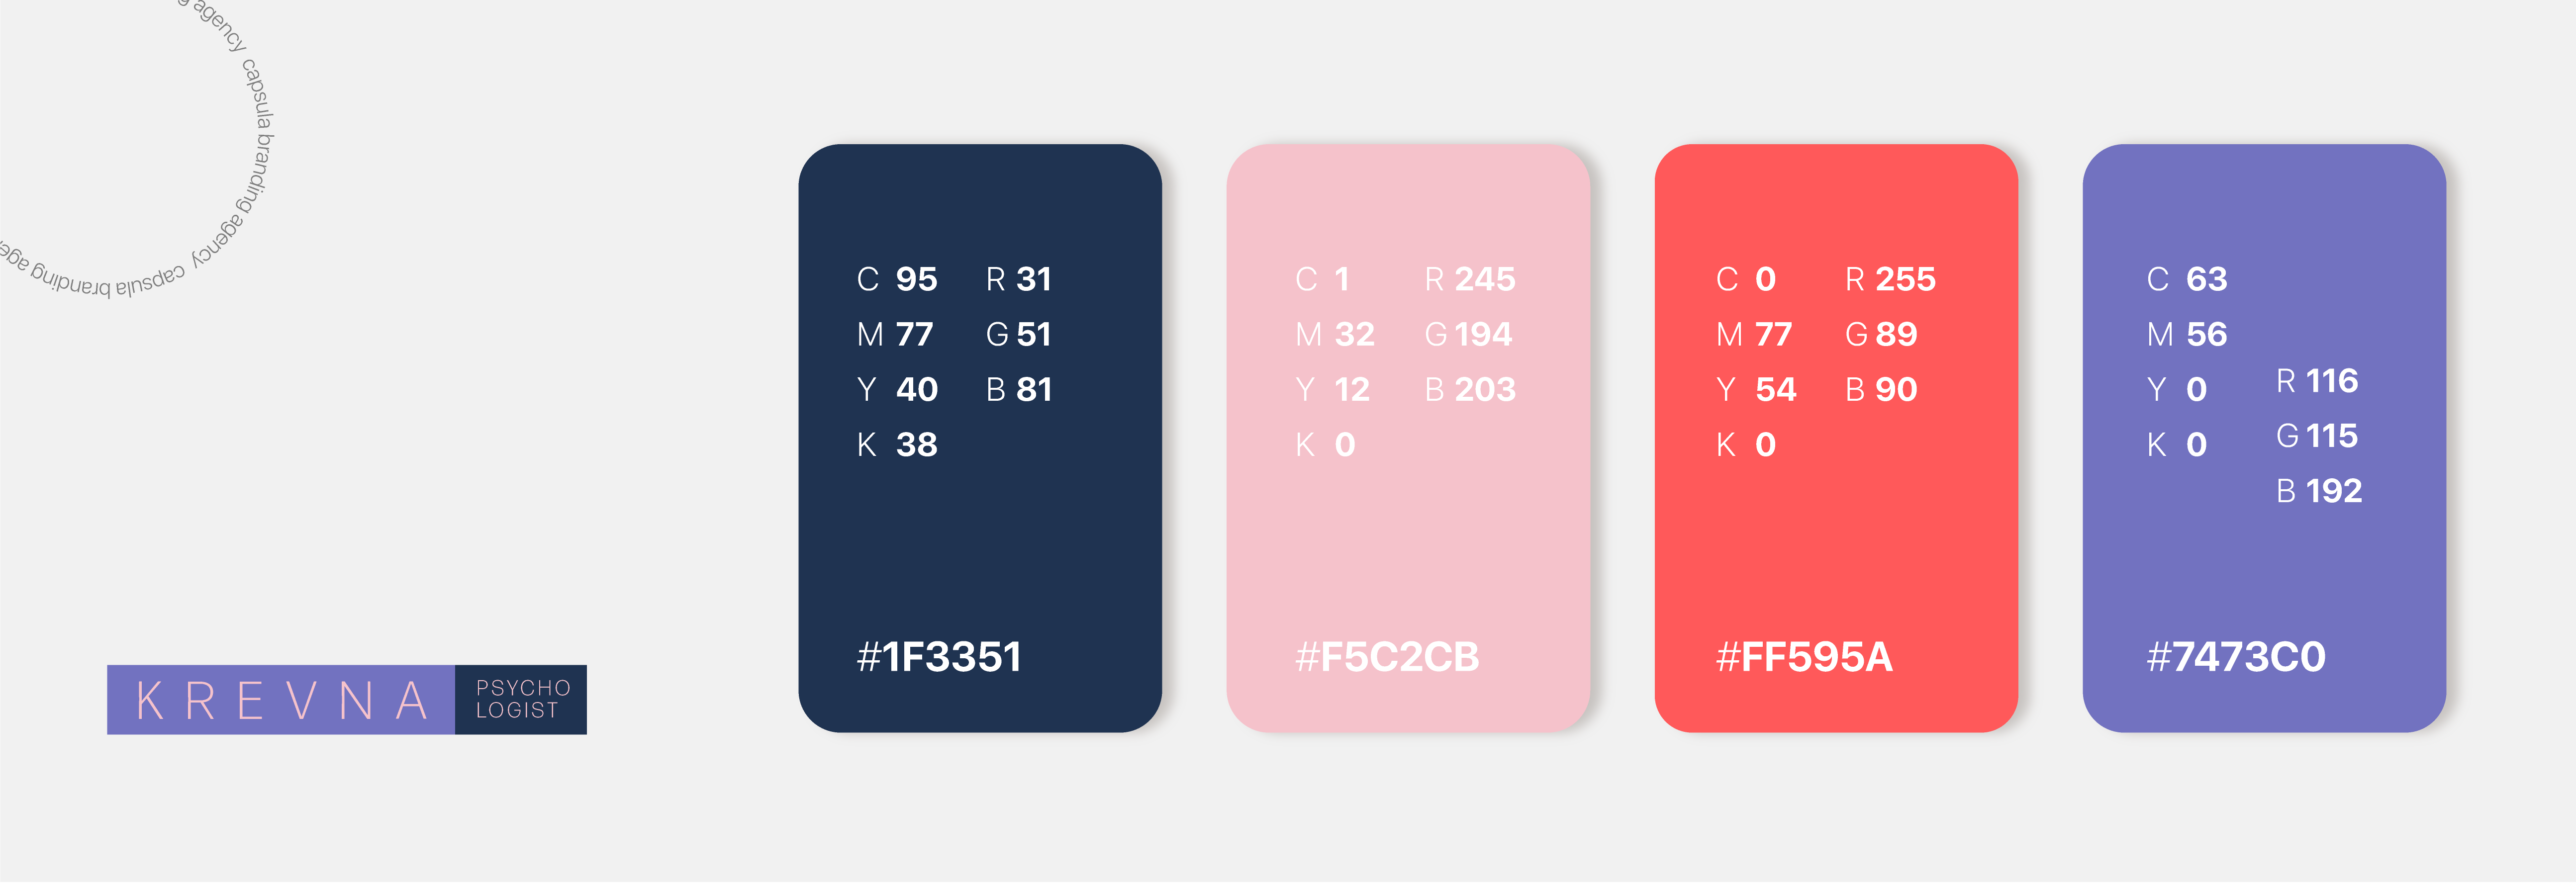 g agency capsula branding agency capsula branding age
KREVNA
PSYCHO
LOGIST
C 95 R 31
M 77 G 51
Y 40 B 81
K 38
#1F3351
C 1 R 245
M 32 G 194
Y 12 B 203
K 0
#F5C2CB
C 0 R 255
M 77 G 89
Y 54 B 90
K 0
#FF595A
C 63
M 56
Y 0
K 0
R 116
G 115
B 192
#7473C0